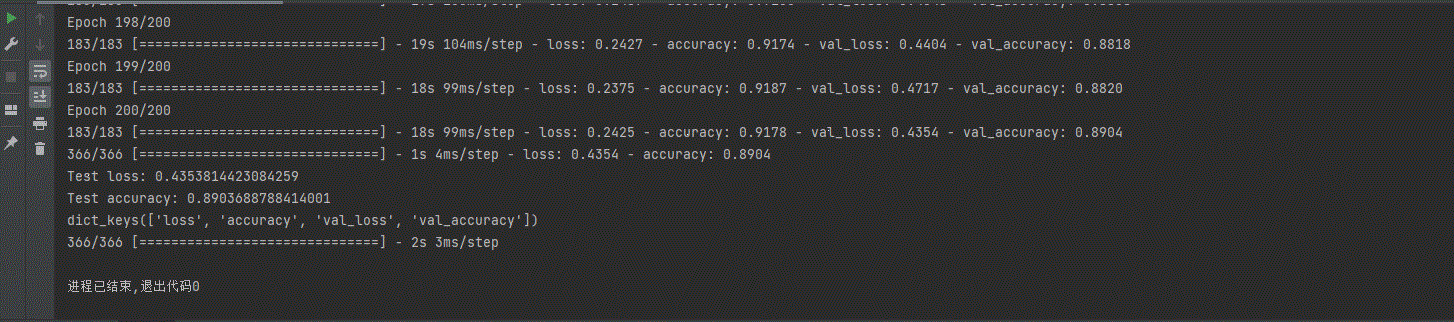 Epoch 198/200
183/183 [==============================] - 19s 104ms/step - loss: 0.2427 - accuracy: 0.9174 - val_loss: 0.4404 - val_accuracy: 0.8818
Epoch 199/200
183/183 [==============================] - 18s 99ms/step - loss: 0.2375 - accuracy: 0.9187 - val_loss: 0.4717 - val_accuracy: 0.8820
Epoch 200/200
183/183 [==============================] - 18s 99ms/step - loss: 0.2425 - accuracy: 0.9178 - val_loss: 0.4354 - val_accuracy: 0.8904
366/366 [==============================] - 1s 4ms/step - loss: 0.4354 - accuracy: 0.8904
Test loss: 0.4353814423084259
Test accuracy: 0.8903688788414001
dict_keys(['loss', 'accuracy', 'val_loss', 'val_accuracy'])
366/366 [==============================] - 2s 3ms/step
进程已结束,退出代码0